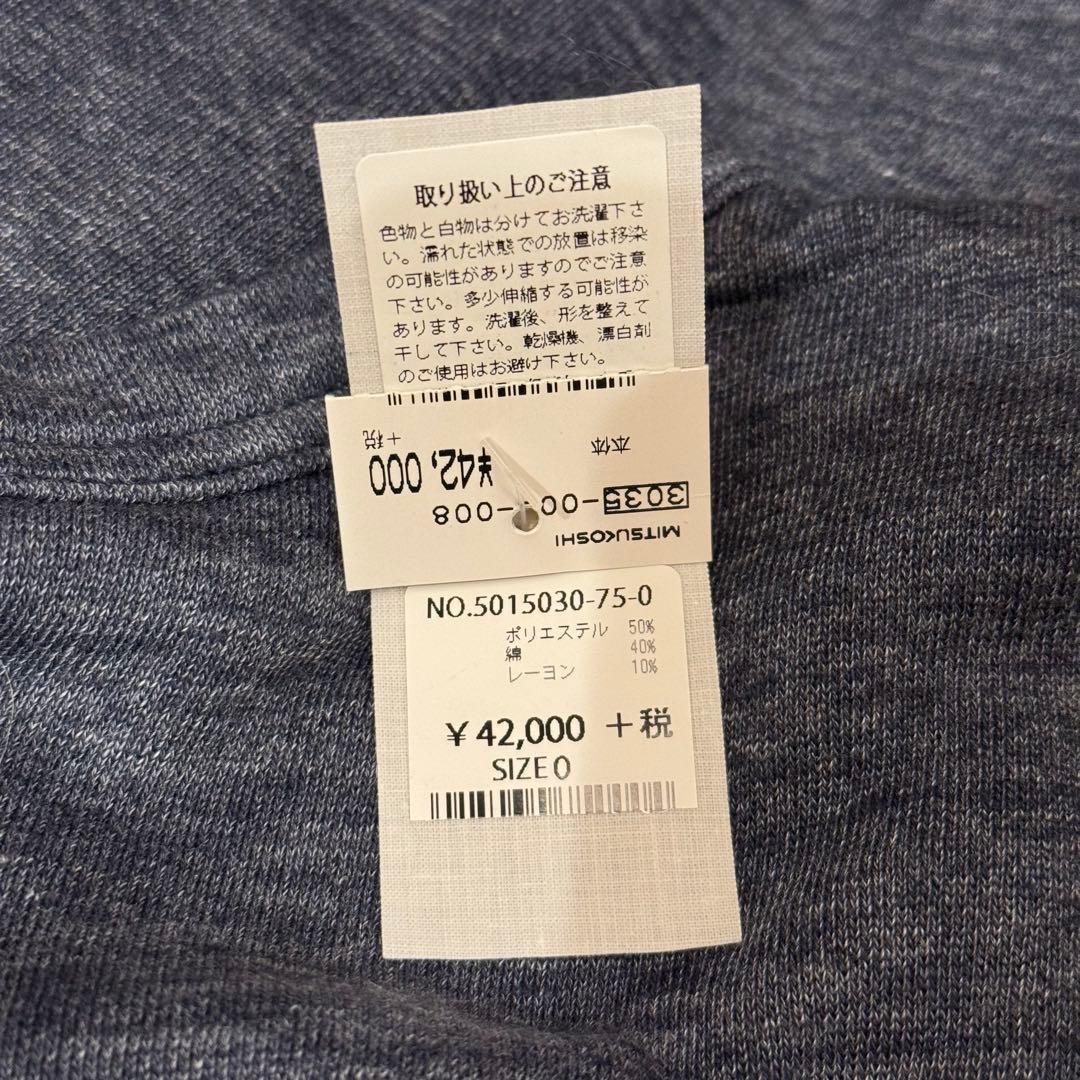 取り扱い上のご注意
色物と白物は分けてお洗濯下さ
い。濡れた状態での放置は移染
の可能性がありますのでご注意
下さい。多少伸縮する可能性が
あります。洗濯後、形を整えて
干して下さい。乾燥機、漂白剤
のご使用はお避け下さい。
MITSUKOSHI
3035-00 -008
本体
¥42,000
+税
NO.5015030-75-0
ポリエステル 50%
綿 40%
レーヨン 10%
¥42,000 +税
SIZE 0